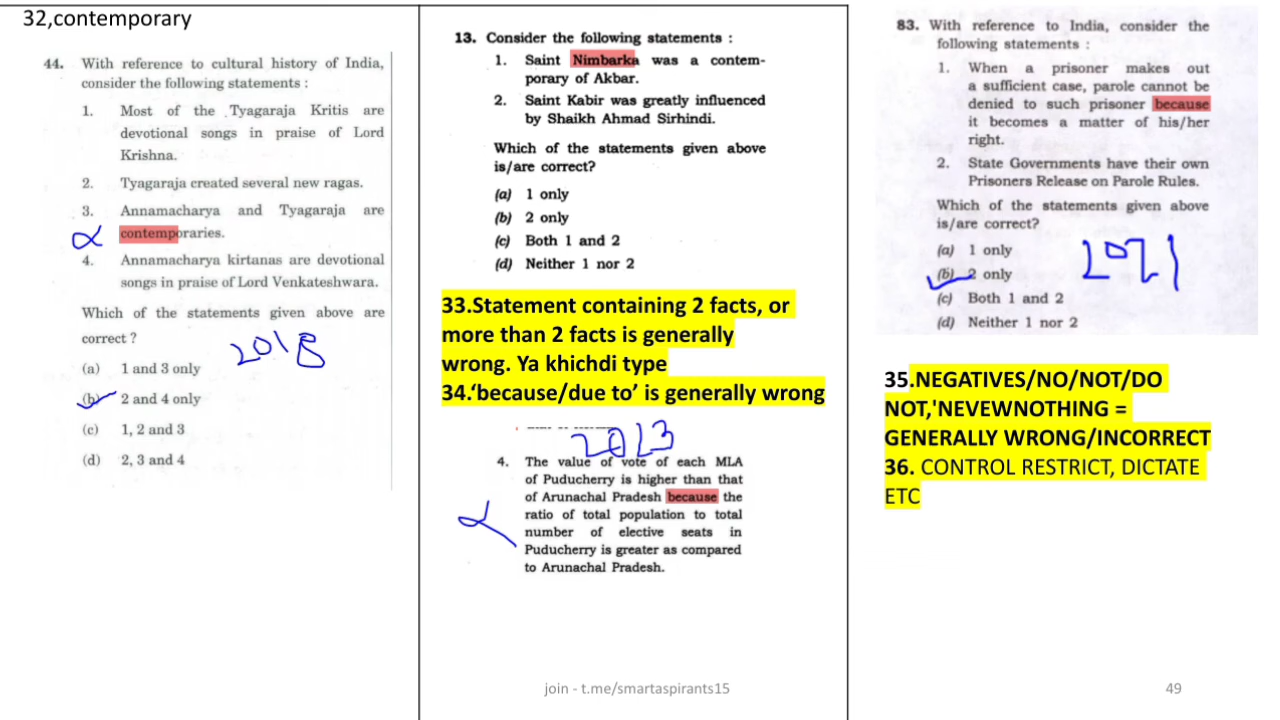 32,contemporary
44. With reference to cultural history of India,
consider the following statements :
1. Most of the Tyagaraja Kritis are
devotional songs in praise of Lord
Krishna.
2. Tyagaraja created several new ragas.
3. Annamacharya and Tyagaraja are
contemporaries.
4. Annamacharya kirtanas are devotional
songs in praise of Lord Venkateshwara.
Which of the statements given above are
correct ?
2018
(a) 1 and 3 only
(b) 2 and 4 only
(c) 1, 2 and 3
(d) 2, 3 and 4
13. Consider the following statements :
1. Saint Nimbarka was a contem-
porary of Akbar.
2. Saint Kabir was greatly influenced
by Shaikh Ahmad Sirhindi.
Which of the statements given above
is/are correct?
(a) 1 only
(b) 2 only
(c) Both 1 and 2
(d) Neither 1 nor 2
33.Statement containing 2 facts, or
more than 2 facts is generally
wrong. Ya khichdi type
34.‘because/due to’ is generally wrong
2013
4. The value of vote of each MLA
of Puducherry is higher than that
of Arunachal Pradesh because the
ratio of total population to total
number of elective seats in
Puducherry is greater as compared
to Arunachal Pradesh.
83. With reference to India, consider the
following statements :
1. When a prisoner makes out
a sufficient case, parole cannot be
denied to such prisoner because
it becomes a matter of his/her
right.
2. State Governments have their own
Prisoners Release on Parole Rules.
Which of the statements given above
is/are correct?
(a) 1 only
2021
(b) 2 only
(c) Both 1 and 2
(d) Neither 1 nor 2
35.NEGATIVES/NO/NOT/DO
NOT,'NEVEWNOTHING =
GENERALLY WRONG/INCORRECT
36. CONTROL RESTRICT, DICTATE
ETC
join - t.me/smartaspirants15
49